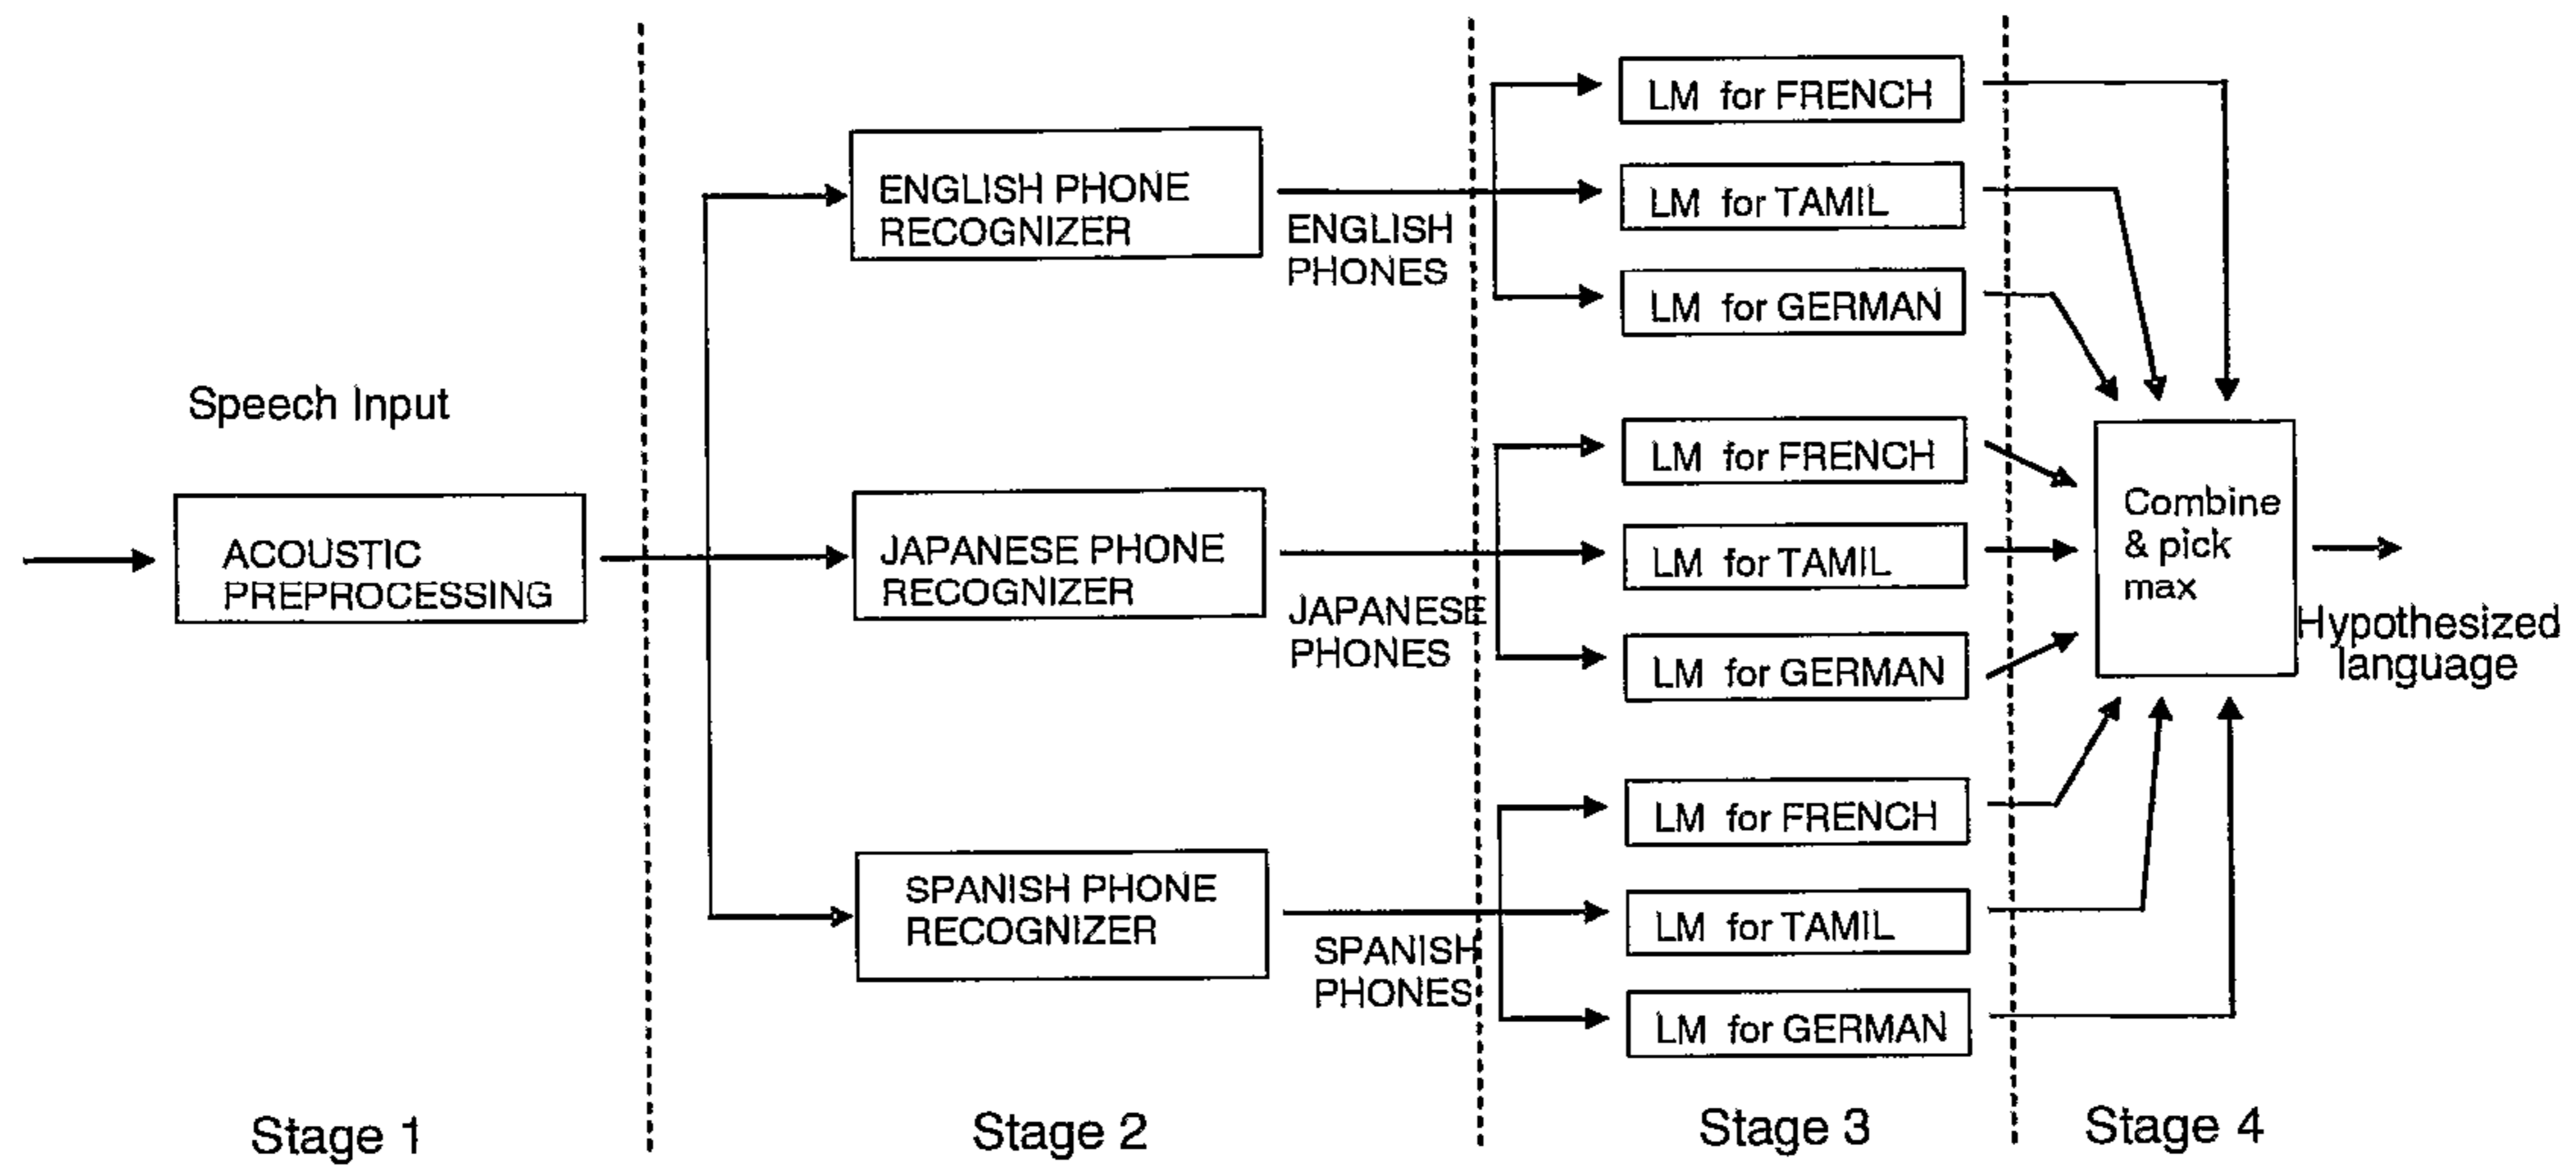 Speech Input
ACOUSTIC
PREPROCESSING
Stage 1
ENGLISH PHONE
RECOGNIZER
ENGLISH
PHONES
JAPANESE PHONE
RECOGNIZER
JAPANESE
PHONES
SPANISH PHONE
RECOGNIZER
SPANISH
PHONES
Stage 2
LM for FRENCH
LM for TAMIL
LM for GERMAN
LM for FRENCH
LM for TAMIL
LM for GERMAN
LM for FRENCH
LM for TAMIL
LM for GERMAN
Stage 3
Combine
& pick
max
Hypothesized
language
Stage 4